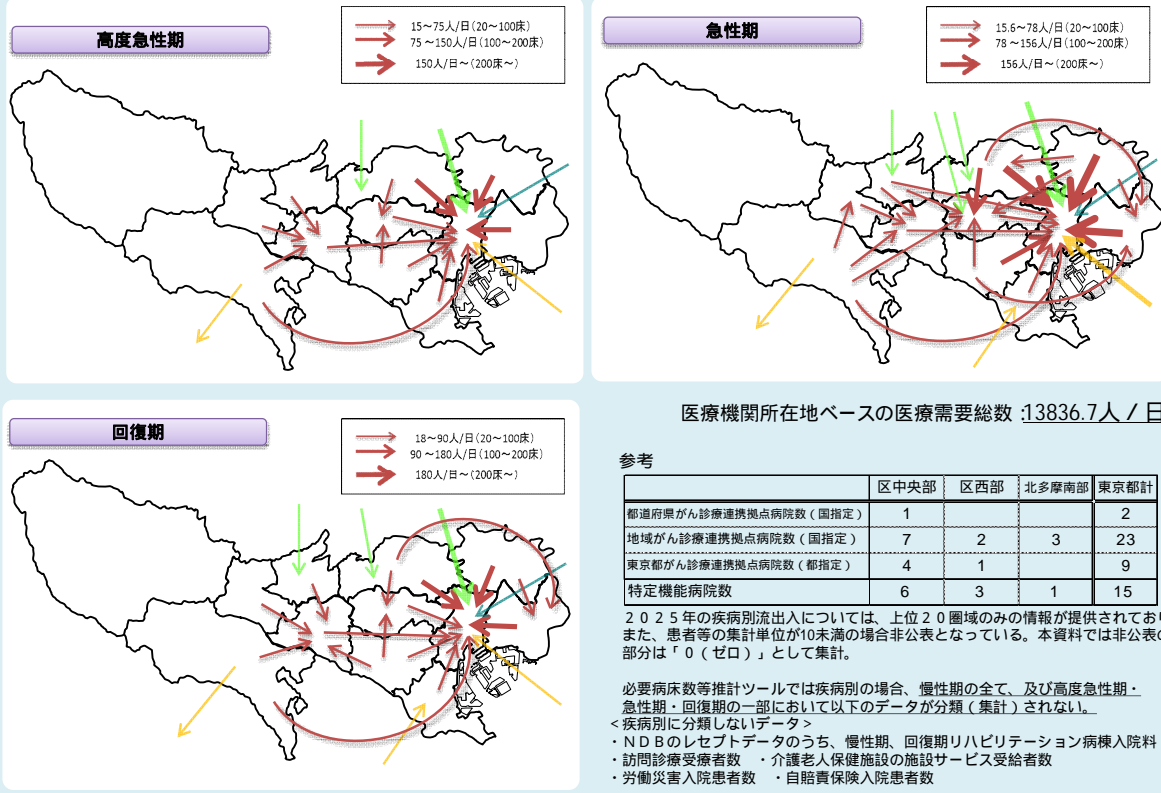 高度急性期
15～75人/日(20～100床)
75～150人/日(100～200床)
150人/日～(200床～)
急性期
15.6～78人/日(20～100床)
78～156人/日(100～200床)
156人/日～(200床～)
回復期
18～90人/日(20～100床)
90～180人/日(100～200床)
180人/日～(200床～)
医療機関所在地ベースの医療需要総数:13836.7人/日
参考
区中央部 区西部 北多摩南部 東京都計
都道府県がん診療連携拠点病院数(国指定) 1 2
地域がん診療連携拠点病院数(国指定) 7 2 3 23
東京都がん診療連携拠点病院数(都指定) 4 1 9
特定機能病院数 6 3 1 15
2025年の疾病別流出入については、上位20圏域のみの情報が提供されており
また、患者等の集計単位が10未満の場合非公表となっている。本資料では非公表の
部分は「0(ゼロ)」として集計。
必要病床数等推計ツールでは疾病別の場合、慢性期の全て、及び高度急性期・
急性期・回復期の一部において以下のデータが分類(集計)されない。
<疾病別に分類しないデータ>
・NDBのレセプトデータのうち、慢性期、回復期リハビリテーション病棟入院料
・訪問診療受療者数 ・介護老人保健施設の施設サービス受給者数
・労働災害入院患者数 ・自賠責保険入院患者数